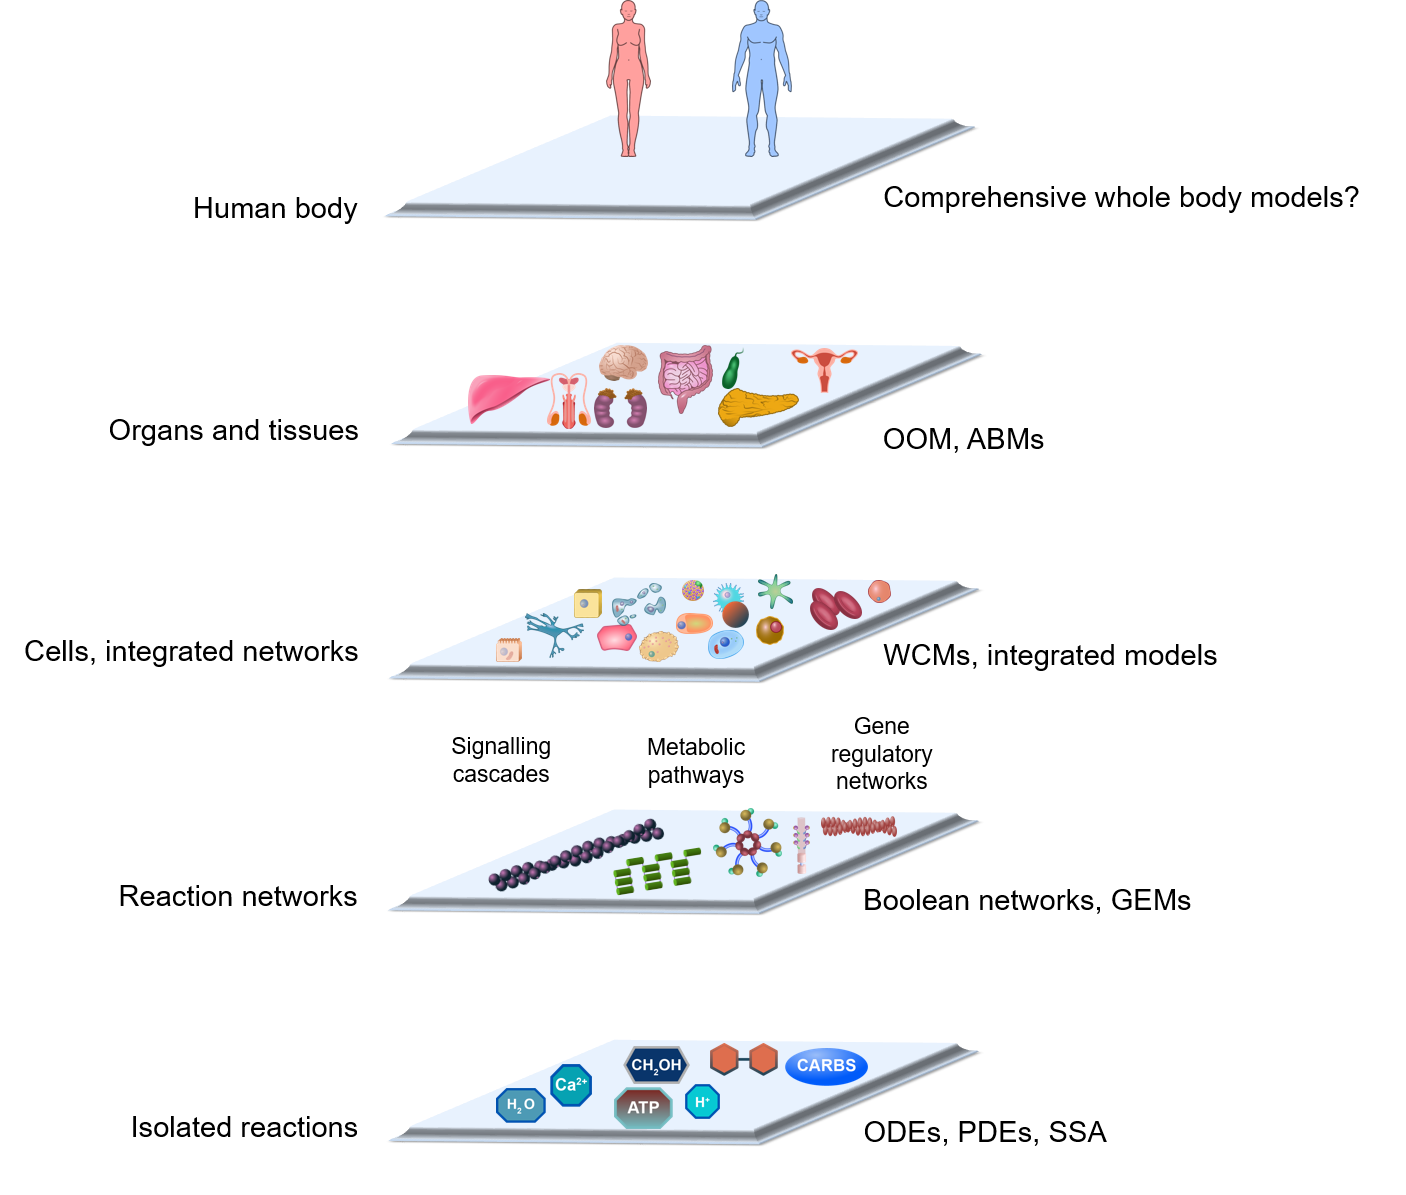 Human body
Comprehensive whole body models?
Organs and tissues
OOM, ABMs
Cells, integrated networks
WCMs, integrated models
Signalling
cascades
Metabolic
pathways
Gene
regulatory
networks
Reaction networks
Boolean networks, GEMs
H₂O
Ca²⁺
CH₂OH
ATP
H⁺
CARBS
Isolated reactions
ODEs, PDEs, SSA